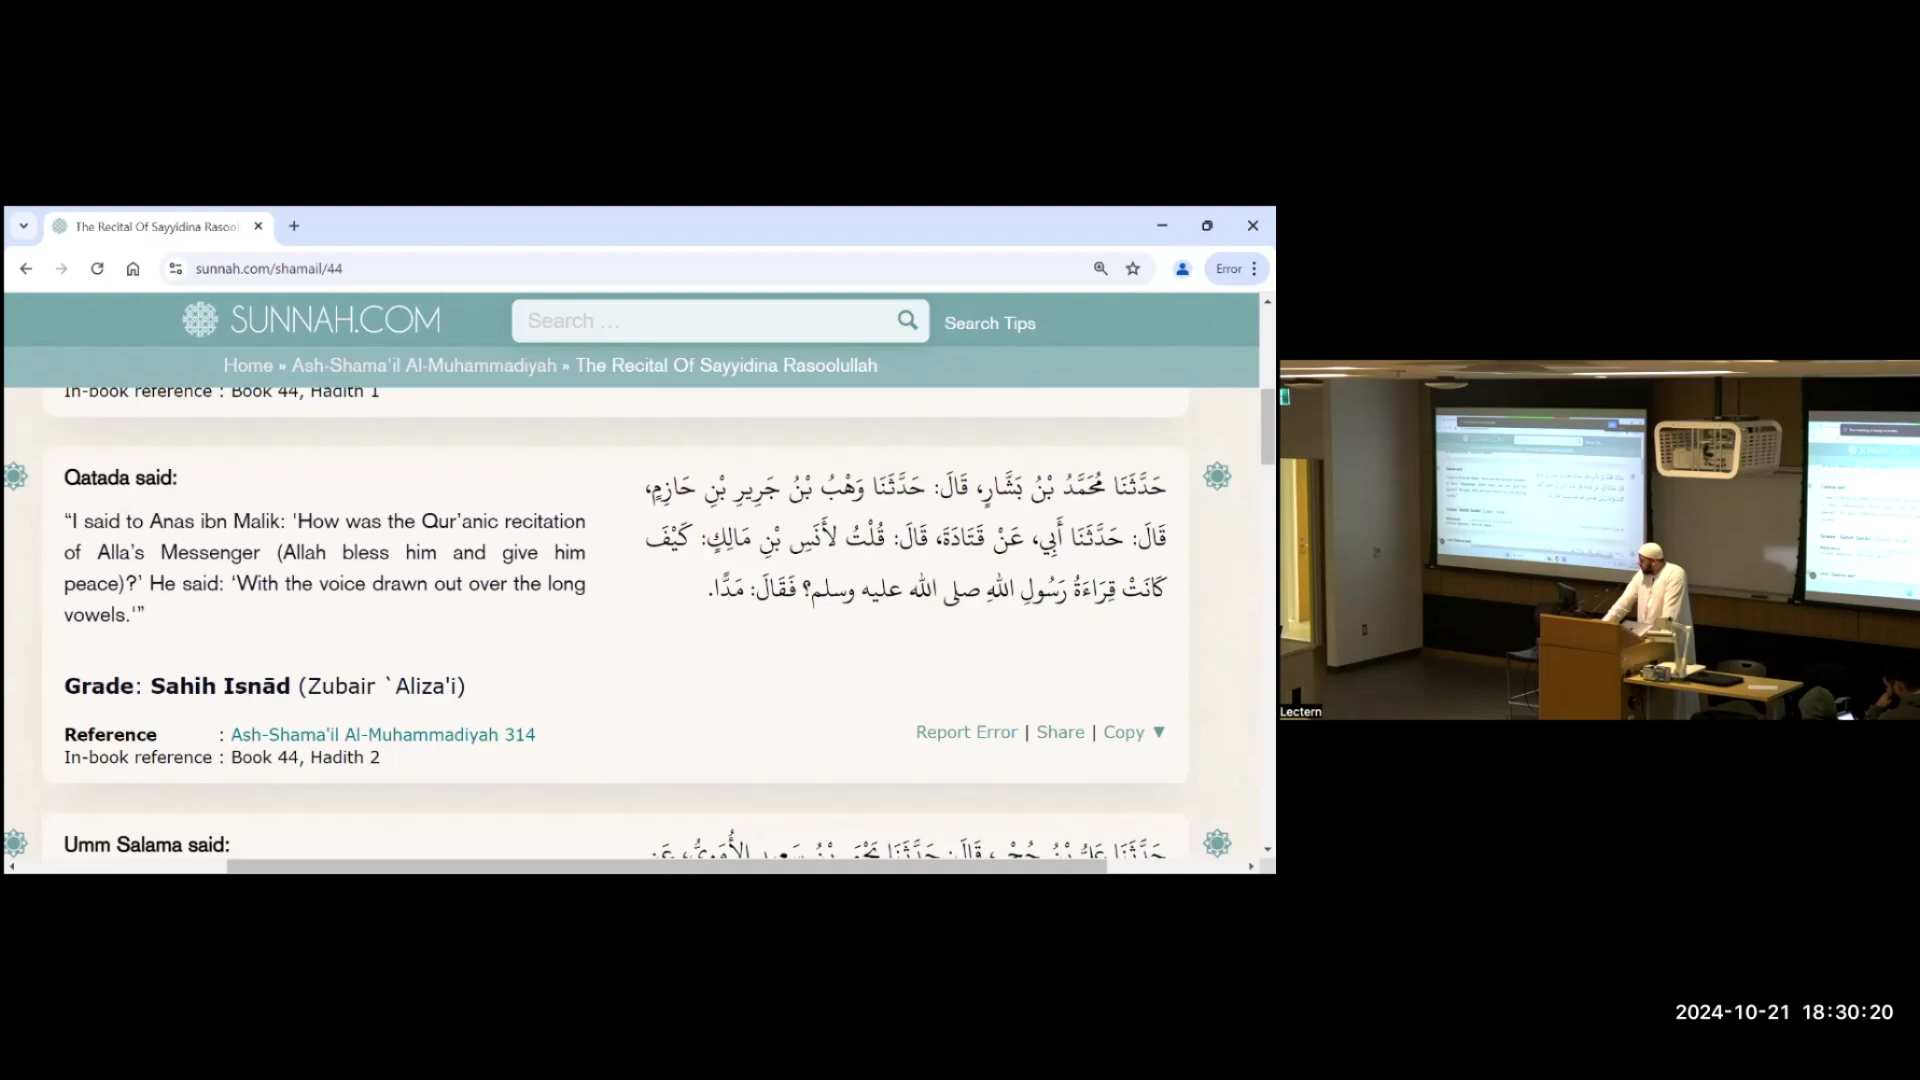 The Recital Of Sayyidina Rasool
sunnah.com/shamail/44
Error
SUNNAH.COM
Search ...
Search Tips
Home » Ash-Shama'il Al-Muhammadiyah » The Recital Of Sayyidina Rasoolullah
In-book reference : Book 44, Hadith 1
Qatada said:
“I said to Anas ibn Malik: 'How was the Qur’anic recitation
of Alla’s Messenger (Allah bless him and give him
peace)?’ He said: ‘With the voice drawn out over the long
vowels.'”
حَدَّثَنَا مُحَمَّدُ بْنُ بَشَّارٍ، قَالَ: حَدَّثَنَا وَهْبُ بْنُ جَرِيرِ بْنِ حَازِمٍ،
قَالَ: حَدَّثَنَا أَبِي، عَنْ قَتَادَةَ، قَالَ: قُلْتُ لأَنَسِ بْنِ مَالِكٍ: كَيْفَ
كَانَتْ قِرَاءَةُ رَسُولِ اللهِ صلى الله عليه وسلم؟ فَقَالَ: مَدًّا.
Grade: Sahih Isnād (Zubair `Aliza'i)
Reference : Ash-Shama'il Al-Muhammadiyah 314
In-book reference : Book 44, Hadith 2
Report Error | Share | Copy ▼
Umm Salama said:
حَدَّثَنَا عَلِيُّ بْنُ حُجْرٍ، قَالَ: حَدَّثَنَا يَحْيَى بْنُ سَعِيدٍ الأُمَوِيُّ، عَنِ
Lectern
2024-10-21 18:30:20